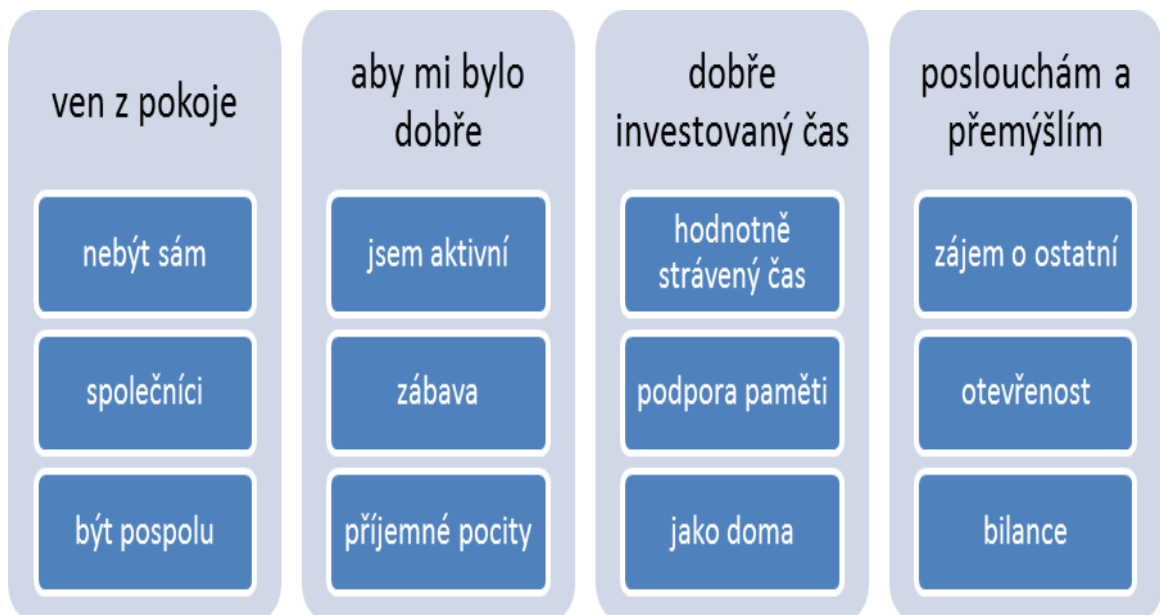 ven z pokoje
nebýt sám
společníci
být pospolu
aby mi bylo
dobře
jsem aktivní
zábava
příjemné pocity
dobře
investovaný čas
hodnotně
strávený čas
podpora paměti
jako doma
poslouchám a
přemýšlím
zájem o ostatní
otevřenost
bilance